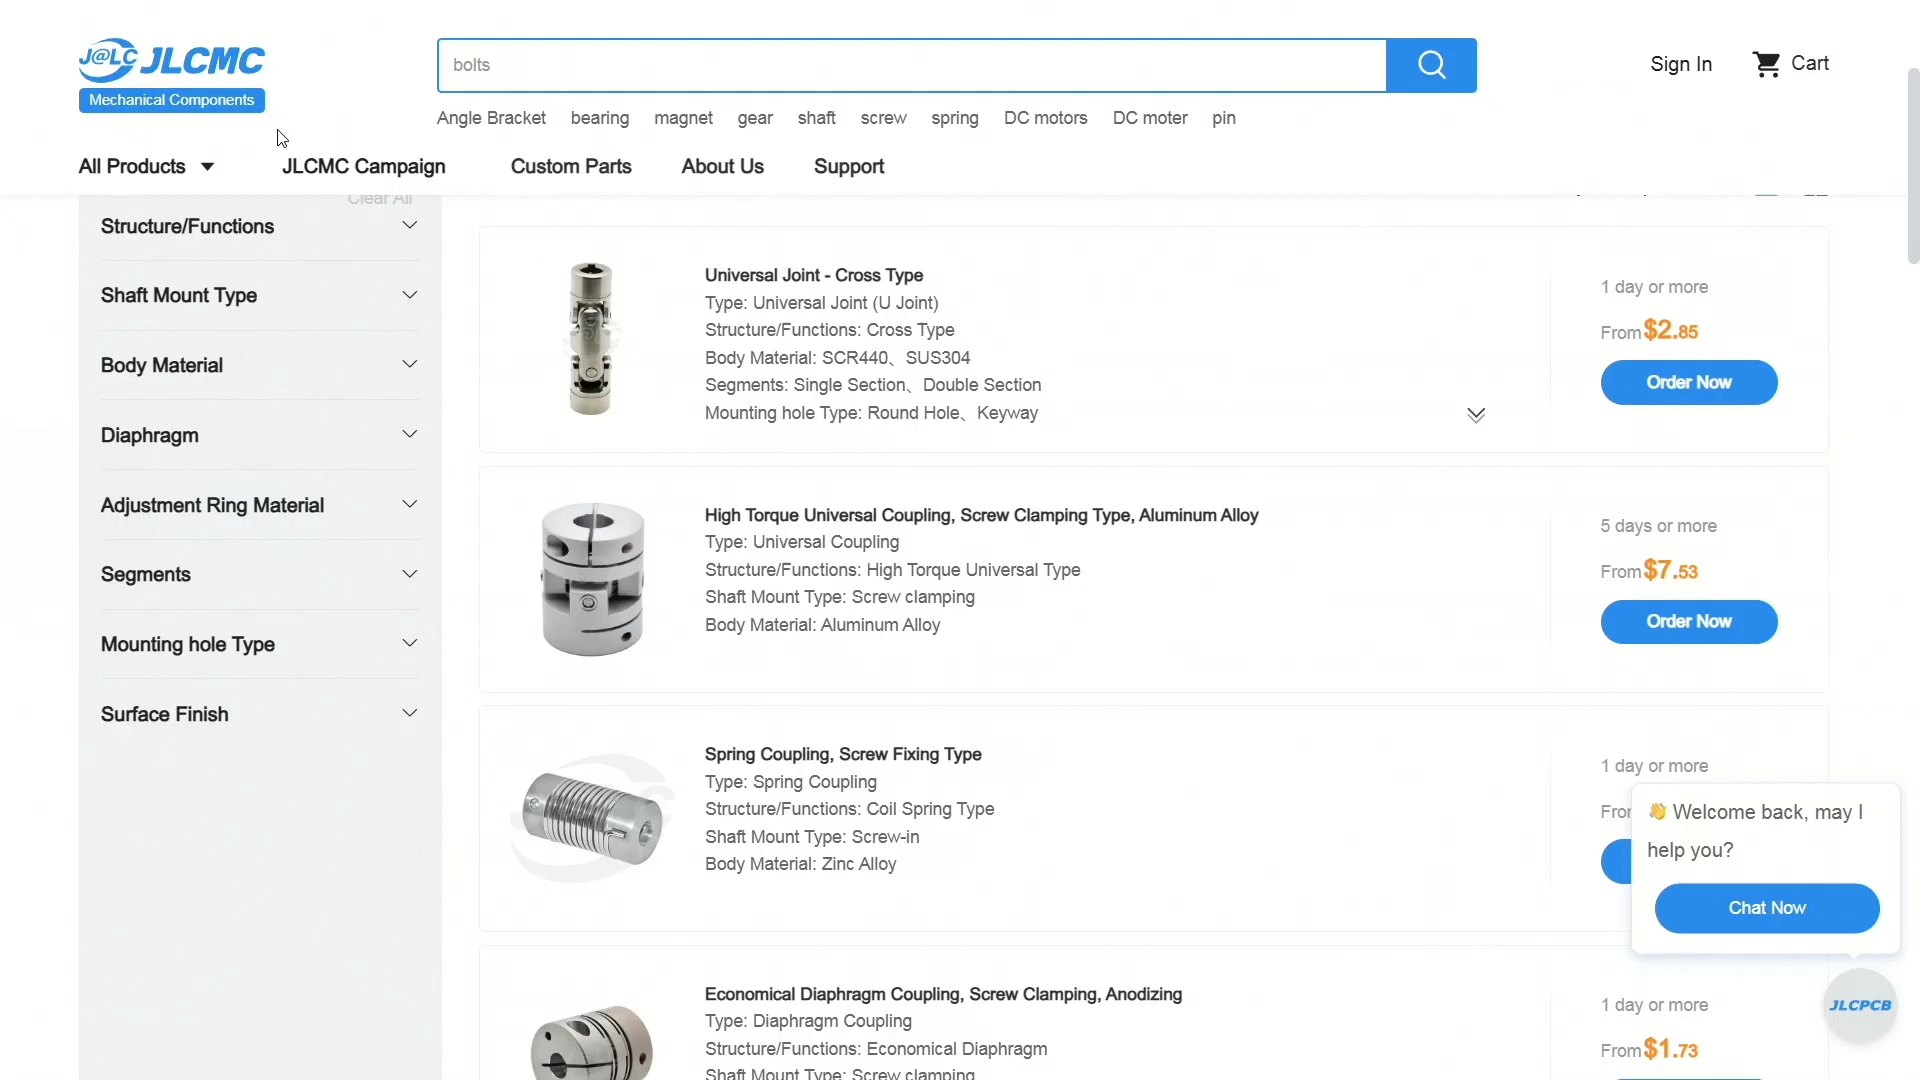 J@LC JLCMC
Mechanical Components
bolts
Sign In
Cart
Angle Bracket bearing magnet gear shaft screw spring DC motors DC moter pin
All Products
JLCMC Campaign
Custom Parts
About Us
Support
Clear All
Structure/Functions
Shaft Mount Type
Body Material
Diaphragm
Adjustment Ring Material
Segments
Mounting hole Type
Surface Finish
Universal Joint - Cross Type
Type: Universal Joint (U Joint)
Structure/Functions: Cross Type
Body Material: SCR440、SUS304
Segments: Single Section、Double Section
Mounting hole Type: Round Hole、Keyway
1 day or more
From $2.85
Order Now
High Torque Universal Coupling, Screw Clamping Type, Aluminum Alloy
Type: Universal Coupling
Structure/Functions: High Torque Universal Type
Shaft Mount Type: Screw clamping
Body Material: Aluminum Alloy
5 days or more
From $7.53
Order Now
Spring Coupling, Screw Fixing Type
Type: Spring Coupling
Structure/Functions: Coil Spring Type
Shaft Mount Type: Screw-in
Body Material: Zinc Alloy
1 day or more
👋 Welcome back, may I
help you?
Chat Now
JLCPCB
Economical Diaphragm Coupling, Screw Clamping, Anodizing
Type: Diaphragm Coupling
Structure/Functions: Economical Diaphragm
Shaft Mount Type: Screw clamping
1 day or more
From $1.73